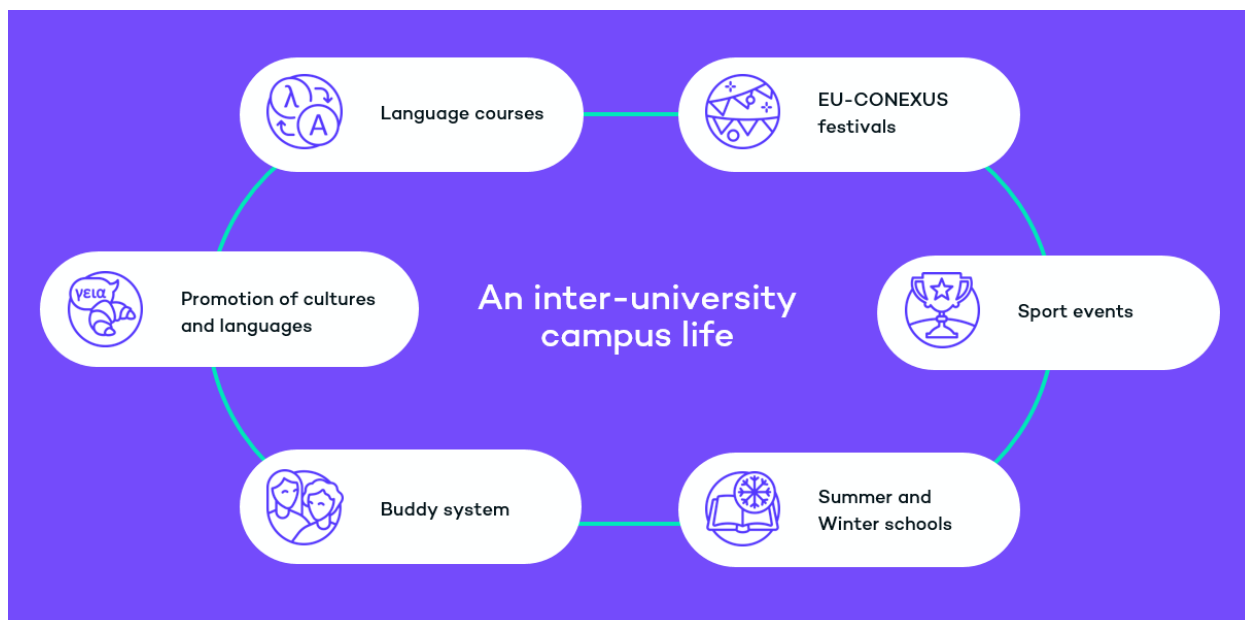 Language courses
EU-CONEXUS
festivals
λ
A
γεια
Promotion of cultures
and languages
An inter-university
campus life
Sport events
Buddy system
Summer and
Winter schools